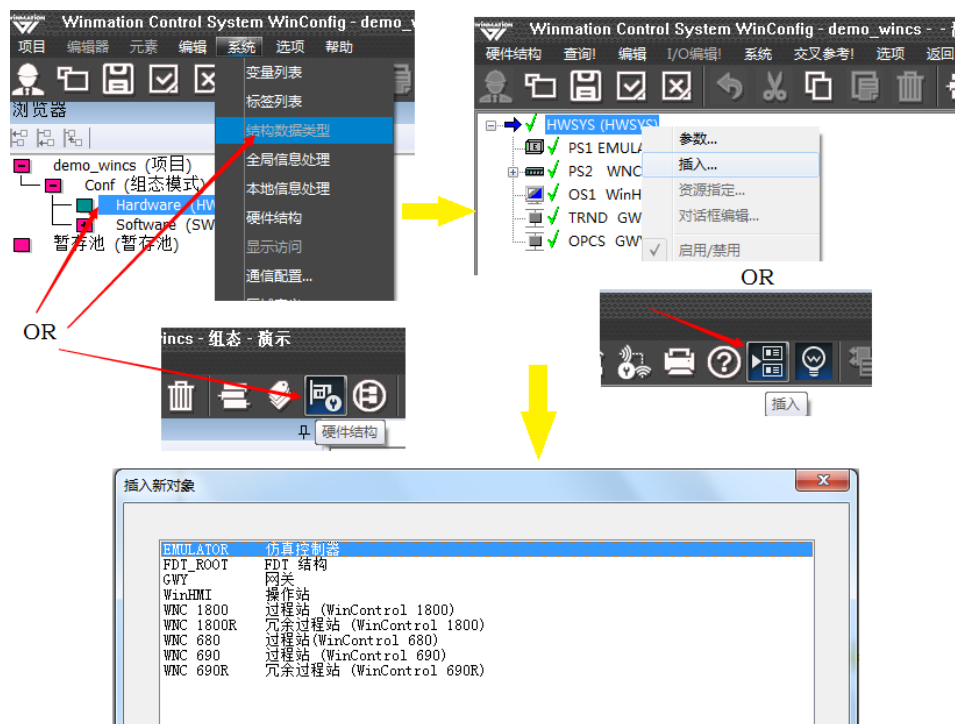 Winmation Control System WinConfig - demo_
项目 编辑器 元素 编辑 系统 选项 帮助
变量列表
标签列表
结构数据类型
全局信息处理
本地信息处理
硬件结构
显示访问
通信配置...
浏览器
demo_wincs (项目)
Conf (组态模式)
Hardware (HW
Software (SW
暂存池 (暂存池)
OR
incs - 组态 - 演示
硬件结构
Winmation Control System WinConfig - demo_wincs - -
硬件结构 查询! 编辑 I/O编辑! 系统 交叉参考! 选项 返回
HWSYS (HWSYS)
PS1 EMULA
PS2 WNC
OS1 WinH
TRND GW
OPCS GWY
参数...
插入...
资源指定...
对话框编辑...
启用/禁用
OR
插入
插入新对象
EMULATOR 仿真控制器
FDT_ROOT FDT 结构
GWY 网关
WinHMI 操作站
WNC 1800 过程站 (WinControl 1800)
WNC 1800R 冗余过程站 (WinControl 1800)
WNC 680 过程站(WinControl 680)
WNC 690 过程站 (WinControl 690)
WNC 690R 冗余过程站 (WinControl 690R)